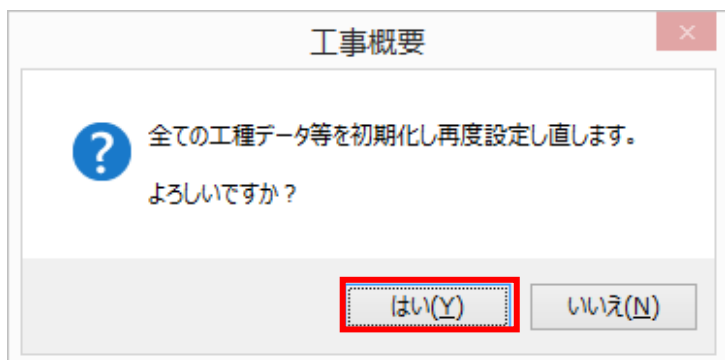 工事概要
全ての工種データ等を初期化し再度設定し直します。
よろしいですか？
はい(Y)
いいえ(N)